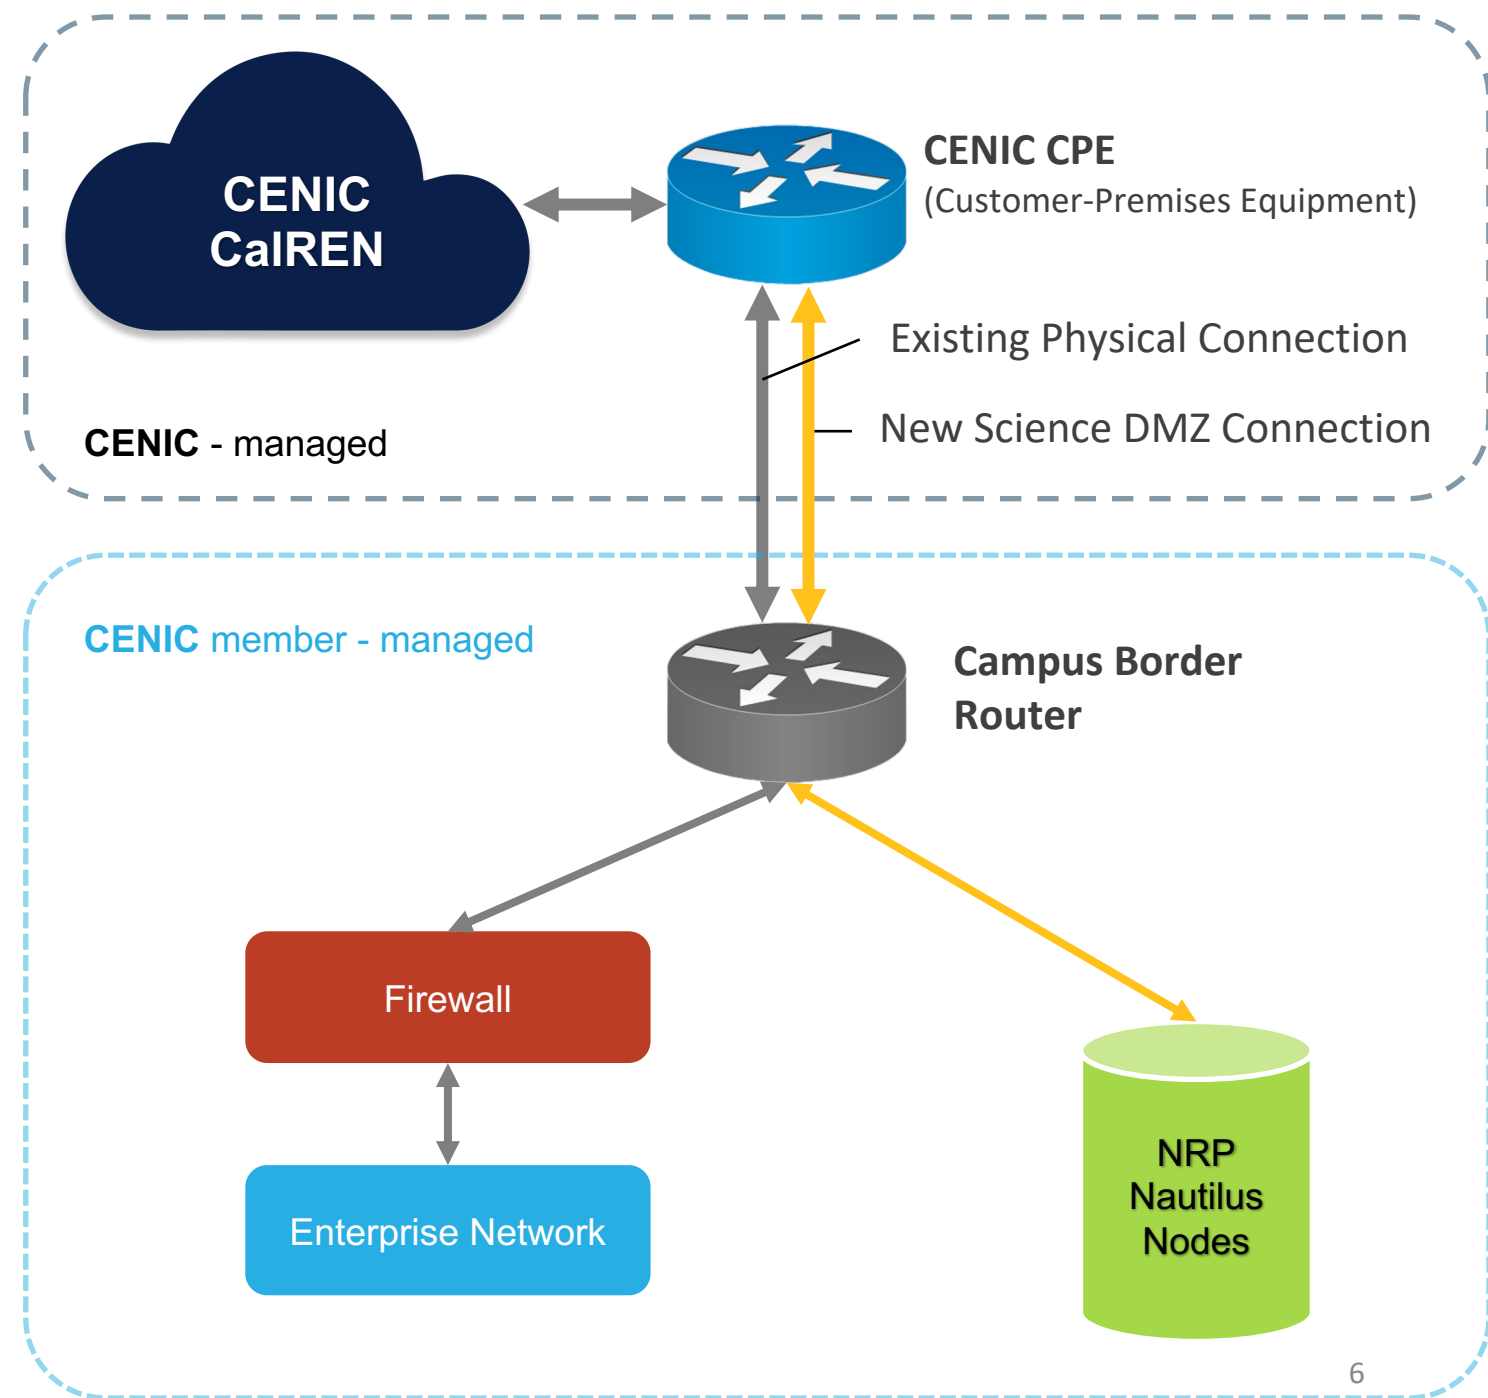 CENIC
CalREN
CENIC CPE
(Customer-Premises Equipment)
Existing Physical Connection
New Science DMZ Connection
CENIC - managed
CENIC member - managed
Campus Border
Router
Firewall
Enterprise Network
NRP
Nautilus
Nodes
6